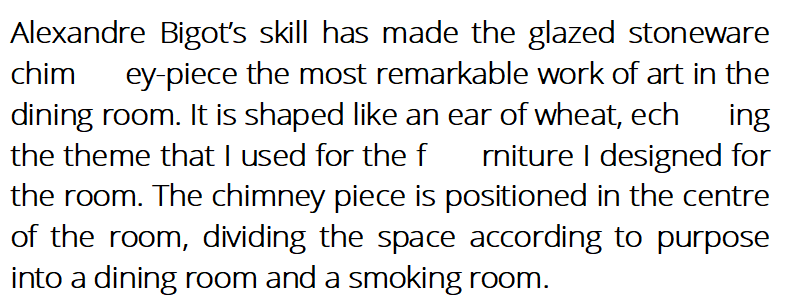 Alexandre Bigot’s skill has made the glazed stoneware
chim ey-piece the most remarkable work of art in the
dining room. It is shaped like an ear of wheat, ech ing
the theme that I used for the f rniture I designed for
the room. The chimney piece is positioned in the centre
of the room, dividing the space according to purpose
into a dining room and a smoking room.